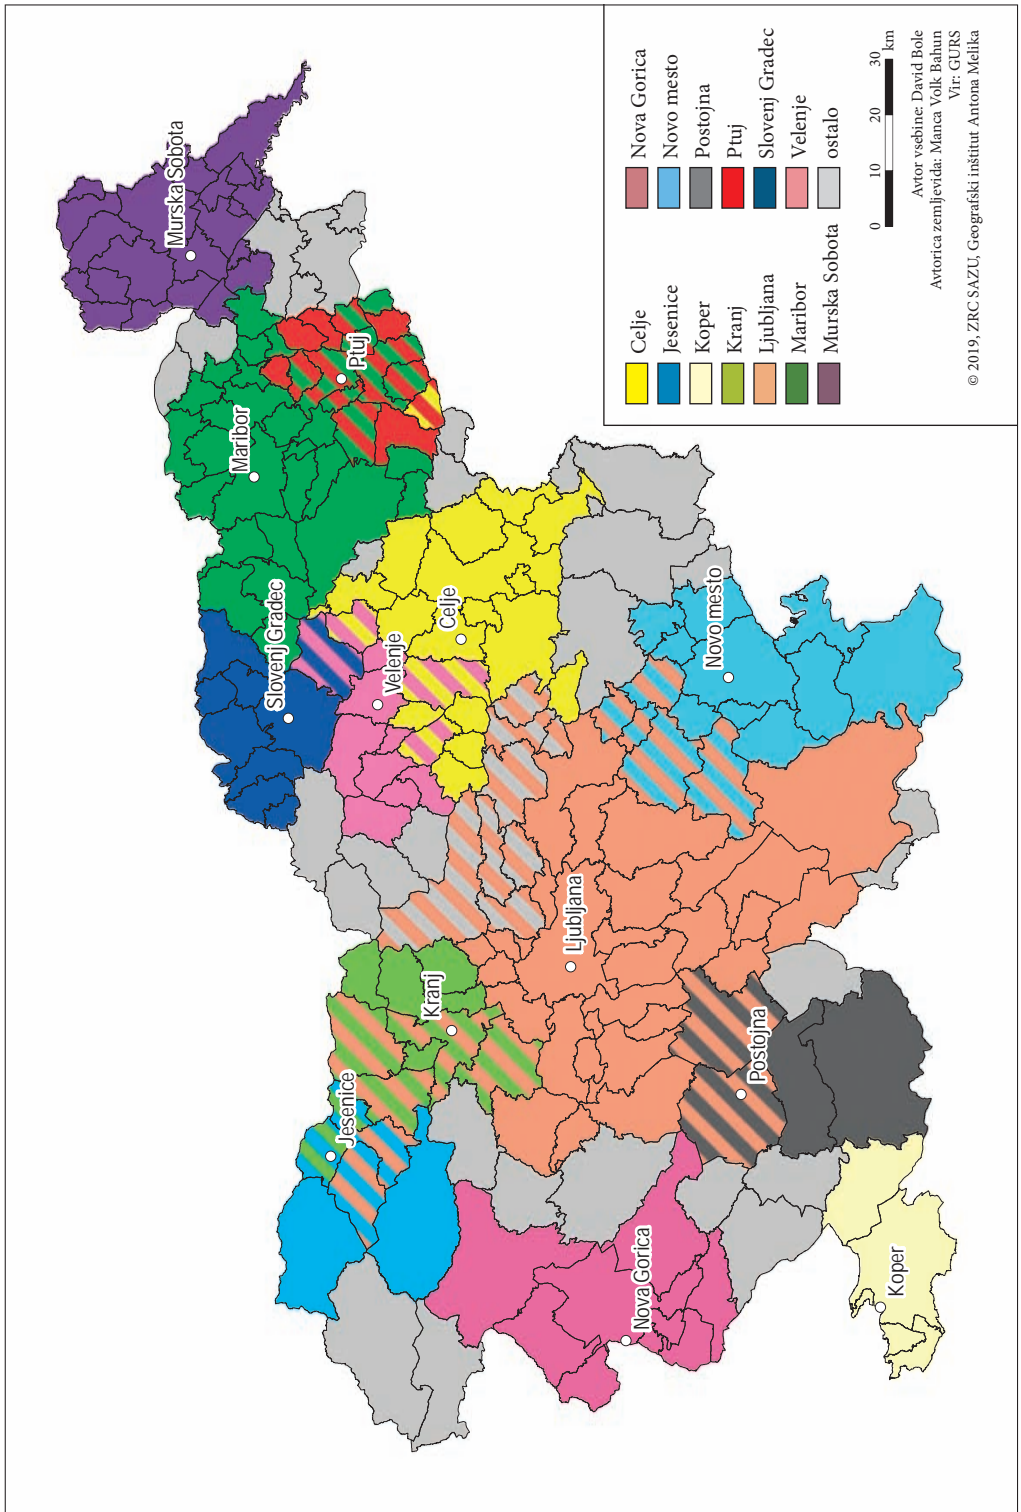 Murska Sobota
Maribor
Ptuj
Slovenj Gradec
Velenje
Celje
Jesenice
Kranj
Ljubljana
Novo mesto
Nova Gorica
Postojna
Koper
Celje
Jesenice
Koper
Kranj
Ljubljana
Maribor
Murska Sobota
Nova Gorica
Novo mesto
Postojna
Ptuj
Slovenj Gradec
Velenje
ostalo
0 10 20 30
km
Avtor vsebine: David Bole
Avtorica zemljevida: Manca Volk Bahun
Vir: GURS
© 2019, ZRC SAZU, Geografski inštitut Antona Melika